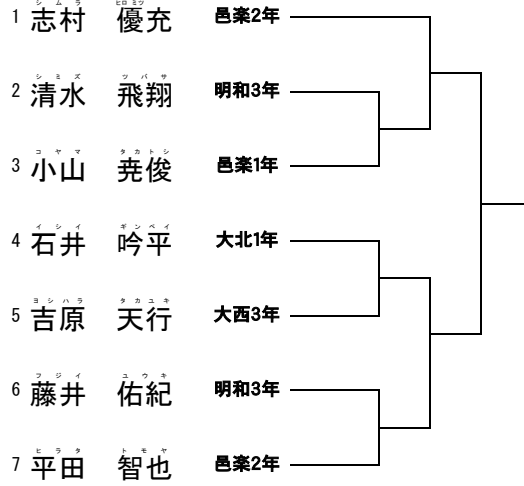 シムラ ヒロミツ
1 志村 優充 邑楽2年
シミズ ツバサ
2 清水 飛翔 明和3年
コヤマ タカトシ
3 小山 尭俊 邑楽1年
イシイ ギンペイ
4 石井 吟平 大北1年
ヨシハラ タカユキ
5 吉原 天行 大西3年
フジイ ユウキ
6 藤井 佑紀 明和3年
ヒラタ トモヤ
7 平田 智也 邑楽2年